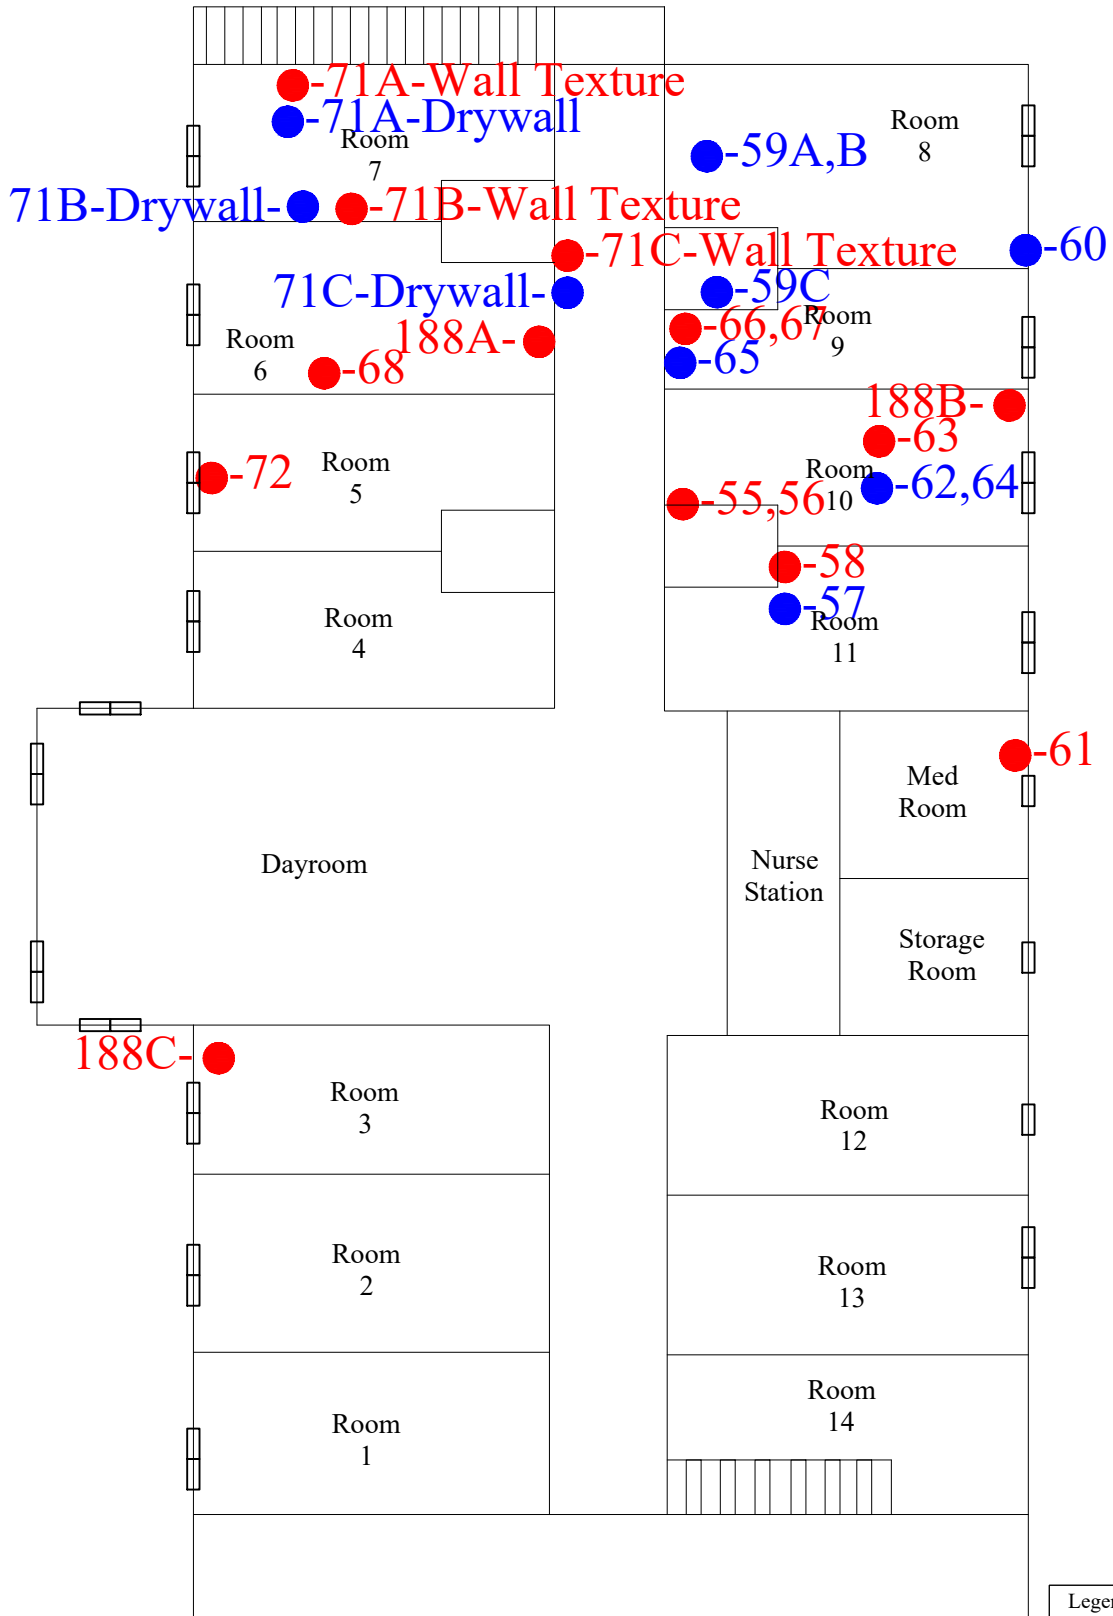 -71A-Wall Texture
-71A-Drywall
Room
7
71B-Drywall-
-71B-Wall Texture
-59A,B
Room
8
-60
-71C-Wall Texture
71C-Drywall-
-59C
188A-
-66,67
Room
9
Room
6
-68
-65
188B-
-63
-72
Room
5
Room
10
-62,64
-55,56
-58
-57
Room
4
Room
11
-61
Med
Room
Dayroom
Nurse
Station
Storage
Room
188C-
Room
3
Room
12
Room
2
Room
13
Room
1
Room
14